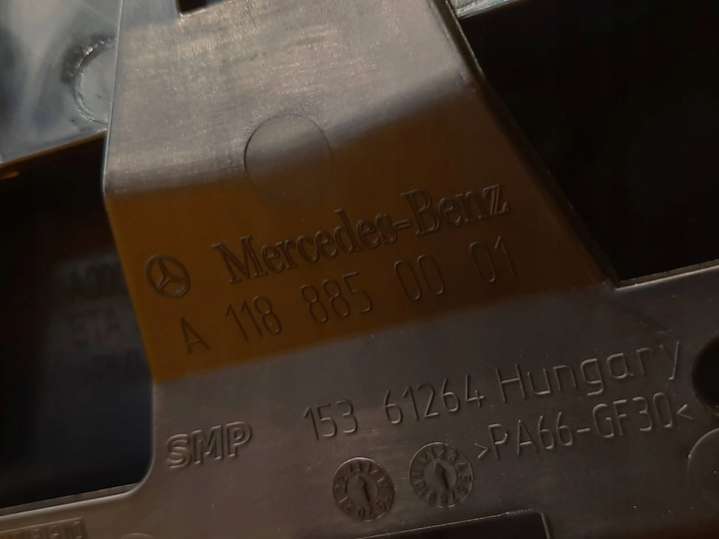 Mercedes-Benz
A 118 885 00 01
SMP 153 61264 Hungary
>PA66-GF30<